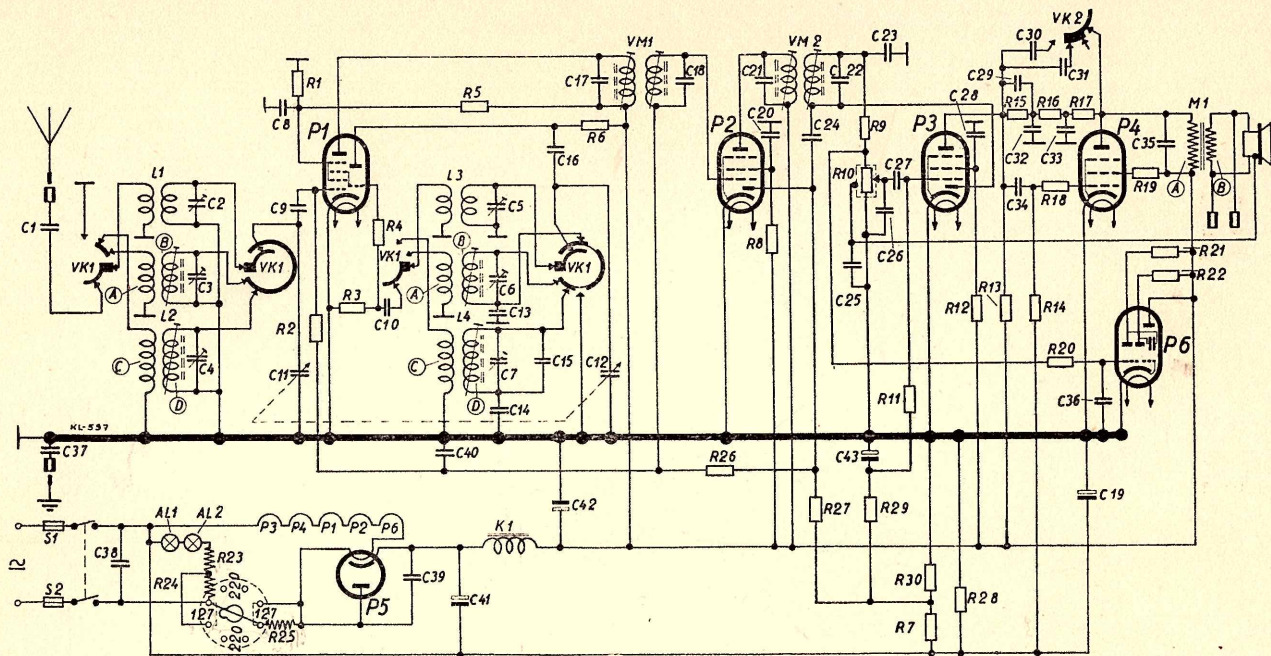 VK2
C30
C23
VM1
VM2
C31
C29
R1
C17
C18
C21
C22
R15 R16 R17
M1
C8
R5
C20
C24
C28
P1
R6
P2
R9
P3
P4
C35
C16
C32 C33
A B
R19
R10
C27
C34 R18
L1
L3
C1
C2
C9
C5
R4
R8
C26
R21
B
B
VK1
VK1
VK1
VK1
R22
C3
C6
C25
A
A
R12
R13
R14
P6
L2
R3
C10
C13
L4
R2
R20
C
C4
C11
C
C7
C15
C12
R11
C36
D
D
C14
KL-597
C37
C40
C43
R26
C19
C42
R27
R29
AL1 AL2
P3 P4 P1 P2 P6
S1
K1
C38
R23
C39
R24
220
P5
R30
R28
S2
127
127
C41
R25
R7
220